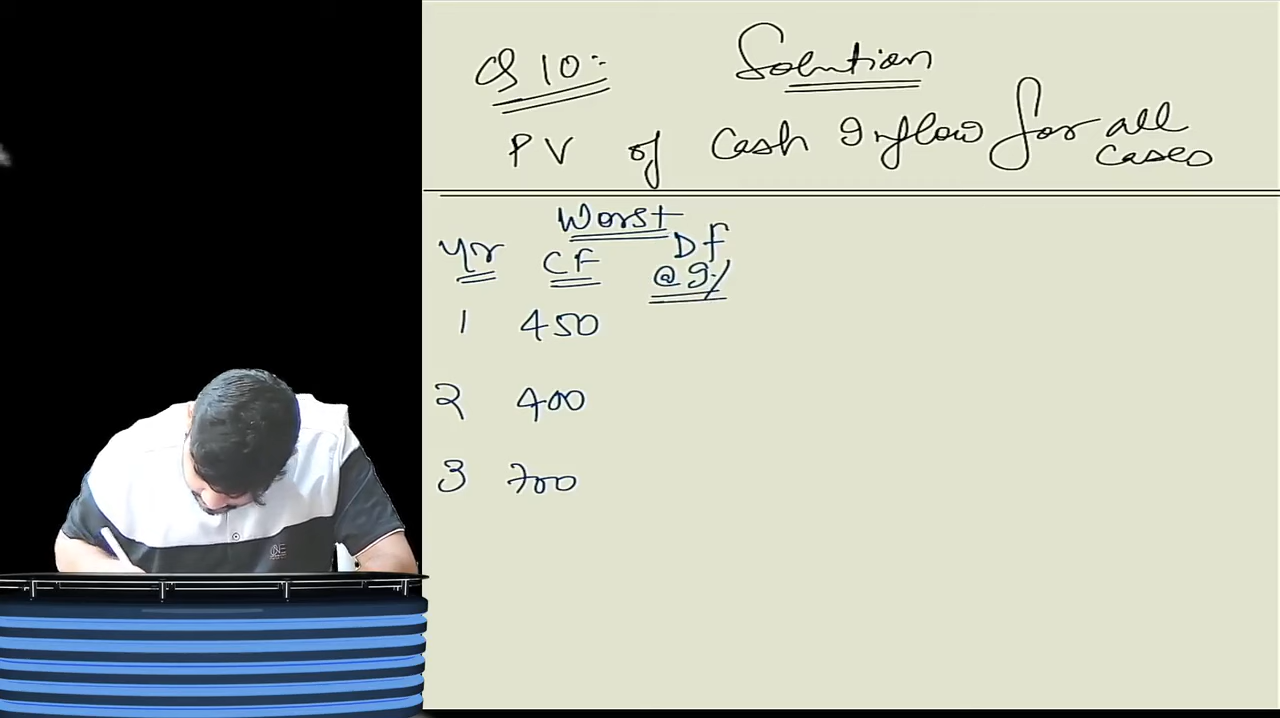 Q 10:- Solution
PV of Cash Inflow for all cases
Worst
Yr CF Df @9%
1 450
2 400
3 700